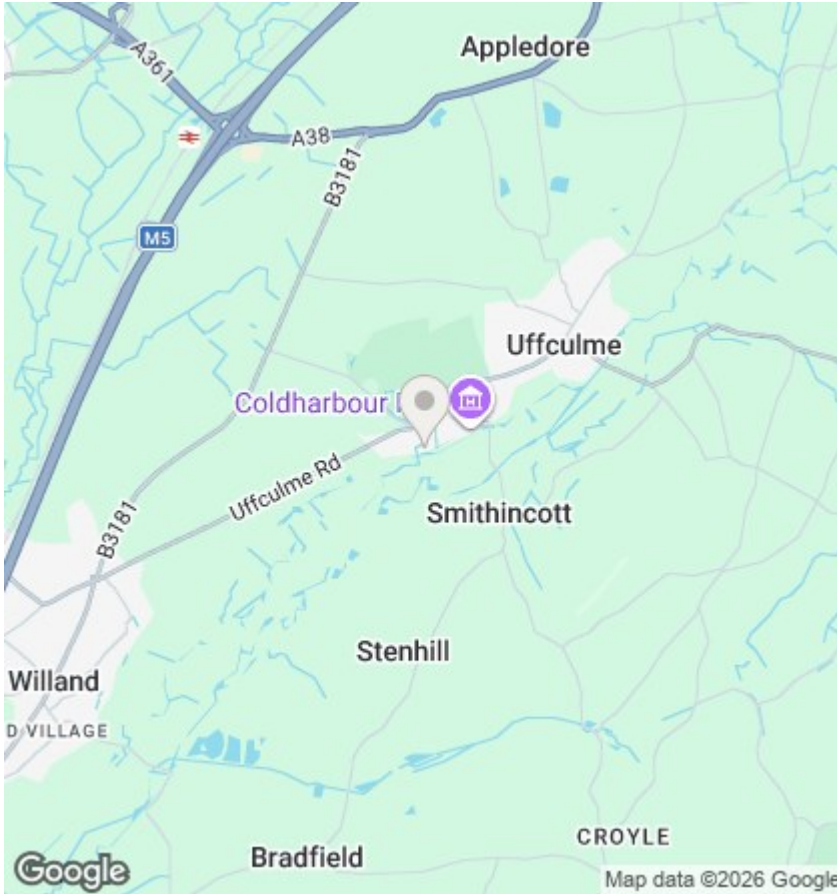 Appledore
A361
A38
B3181
M5
Uffculme
Coldharbour
Uffculme Rd
Smithincott
B3181
Stenhill
Willand
D VILLAGE
CROYLE
Bradfield
Google
Map data ©2026 Google